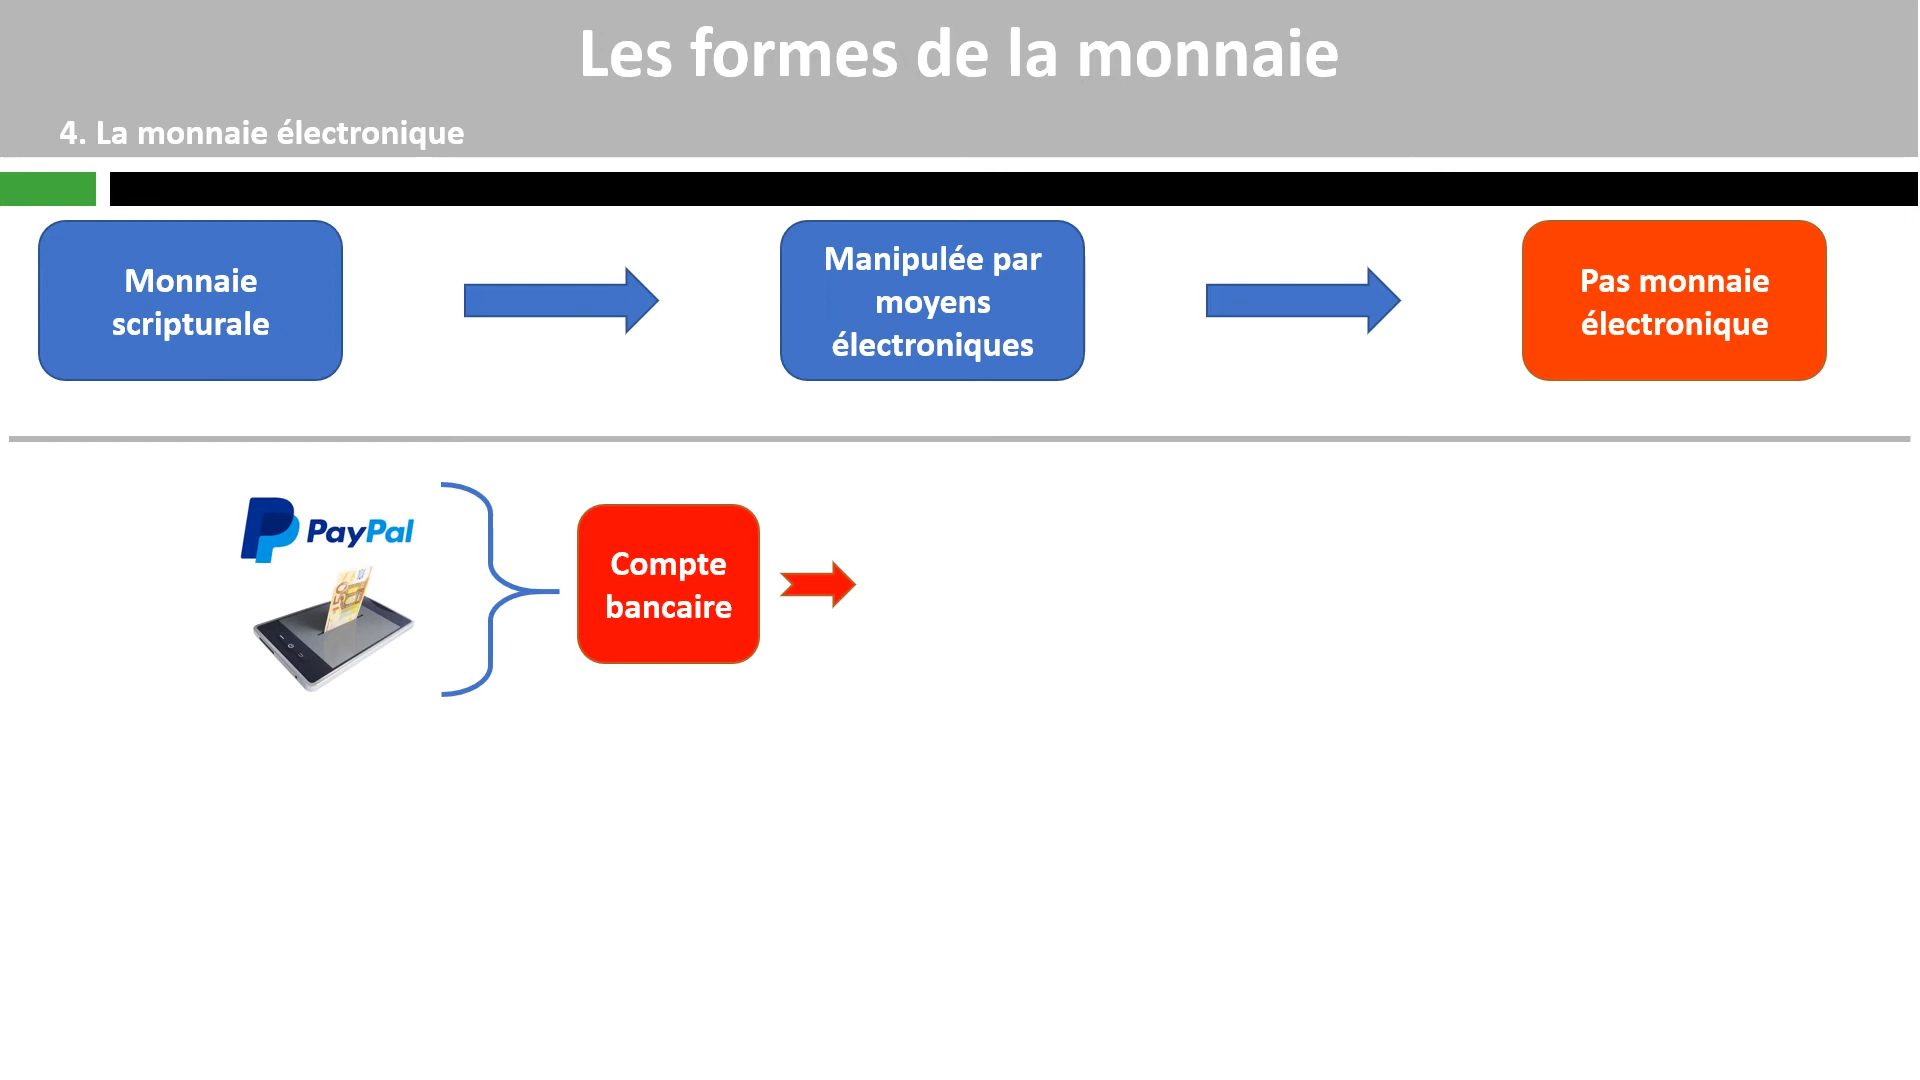 Les formes de la monnaie
4. La monnaie électronique
Monnaie
scripturale
Manipulée par
moyens
électroniques
Pas monnaie
électronique
PayPal
50
Compte
bancaire